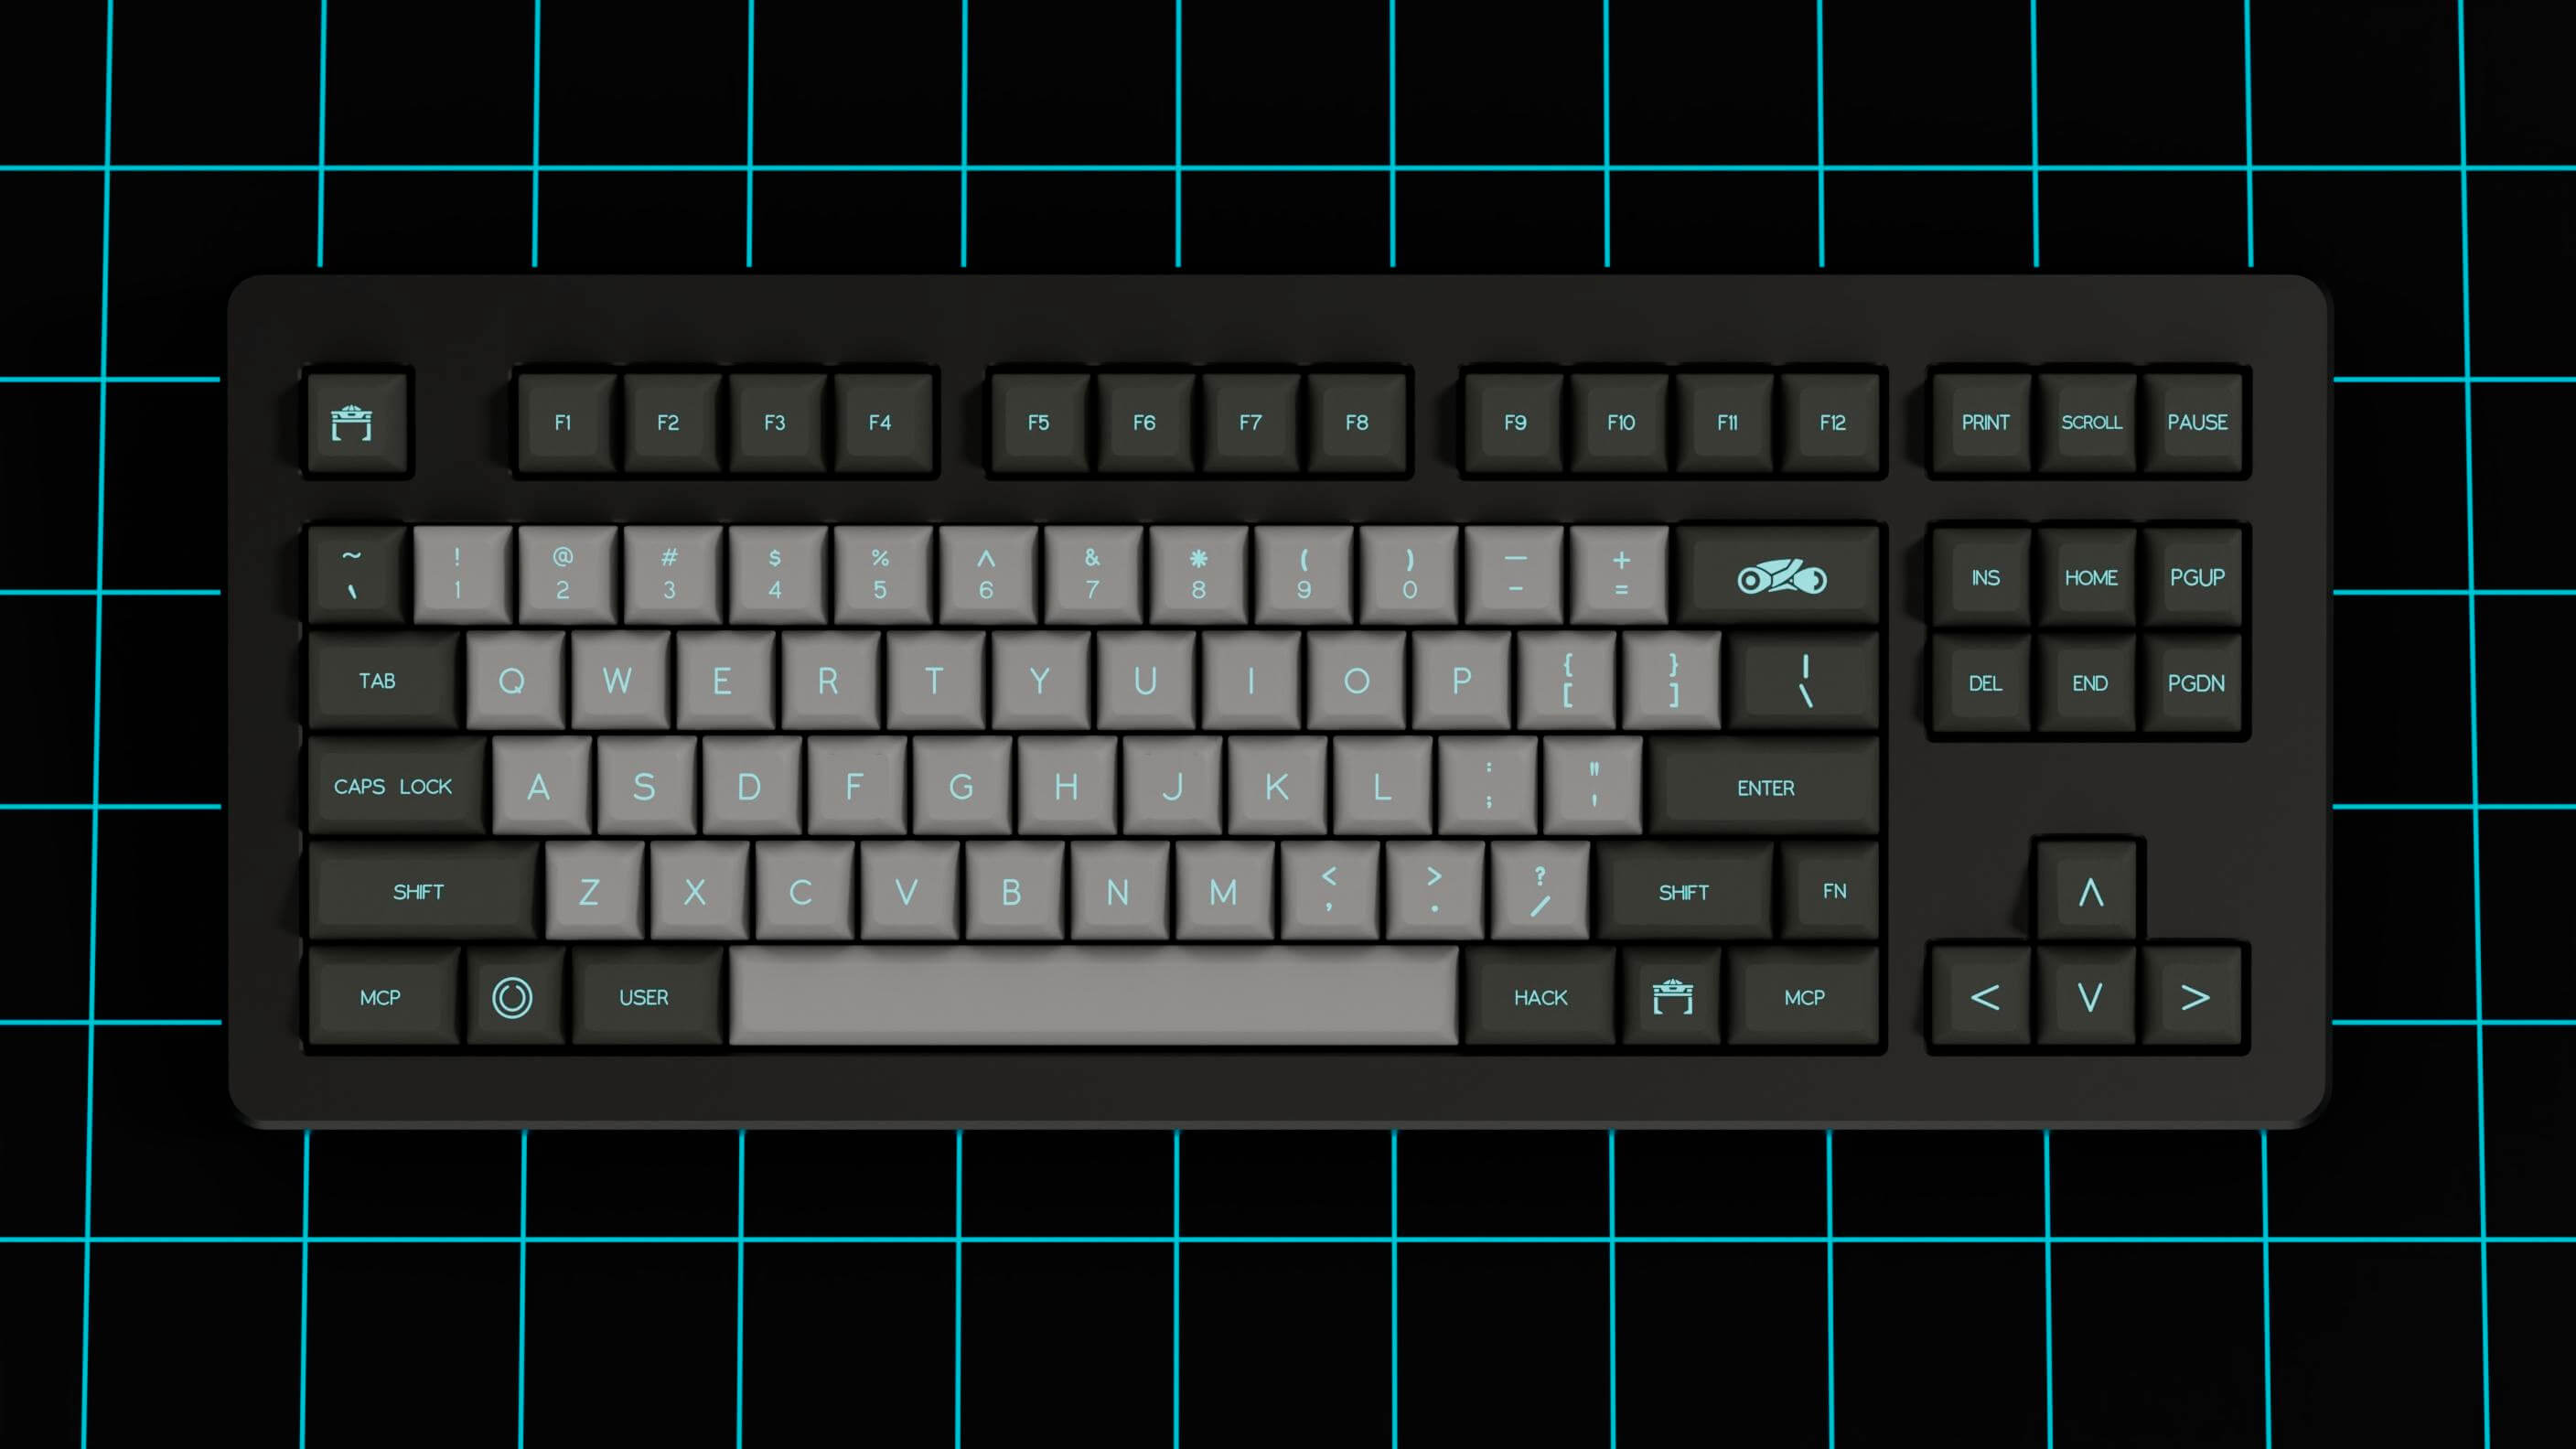 F1 F2 F3 F4 F5 F6 F7 F8 F9 F10 F11 F12 PRINT SCROLL PAUSE
~ ! @ # $ % ^ & * ( ) — +
` 1 2 3 4 5 6 7 8 9 0 - = INS HOME PGUP
TAB Q W E R T Y U I O P { [ } ] | \ DEL END PGDN
CAPS LOCK A S D F G H J K L : ; " ' ENTER
SHIFT Z X C V B N M < , > . ? / SHIFT FN ^
MCP USER HACK MCP < V >